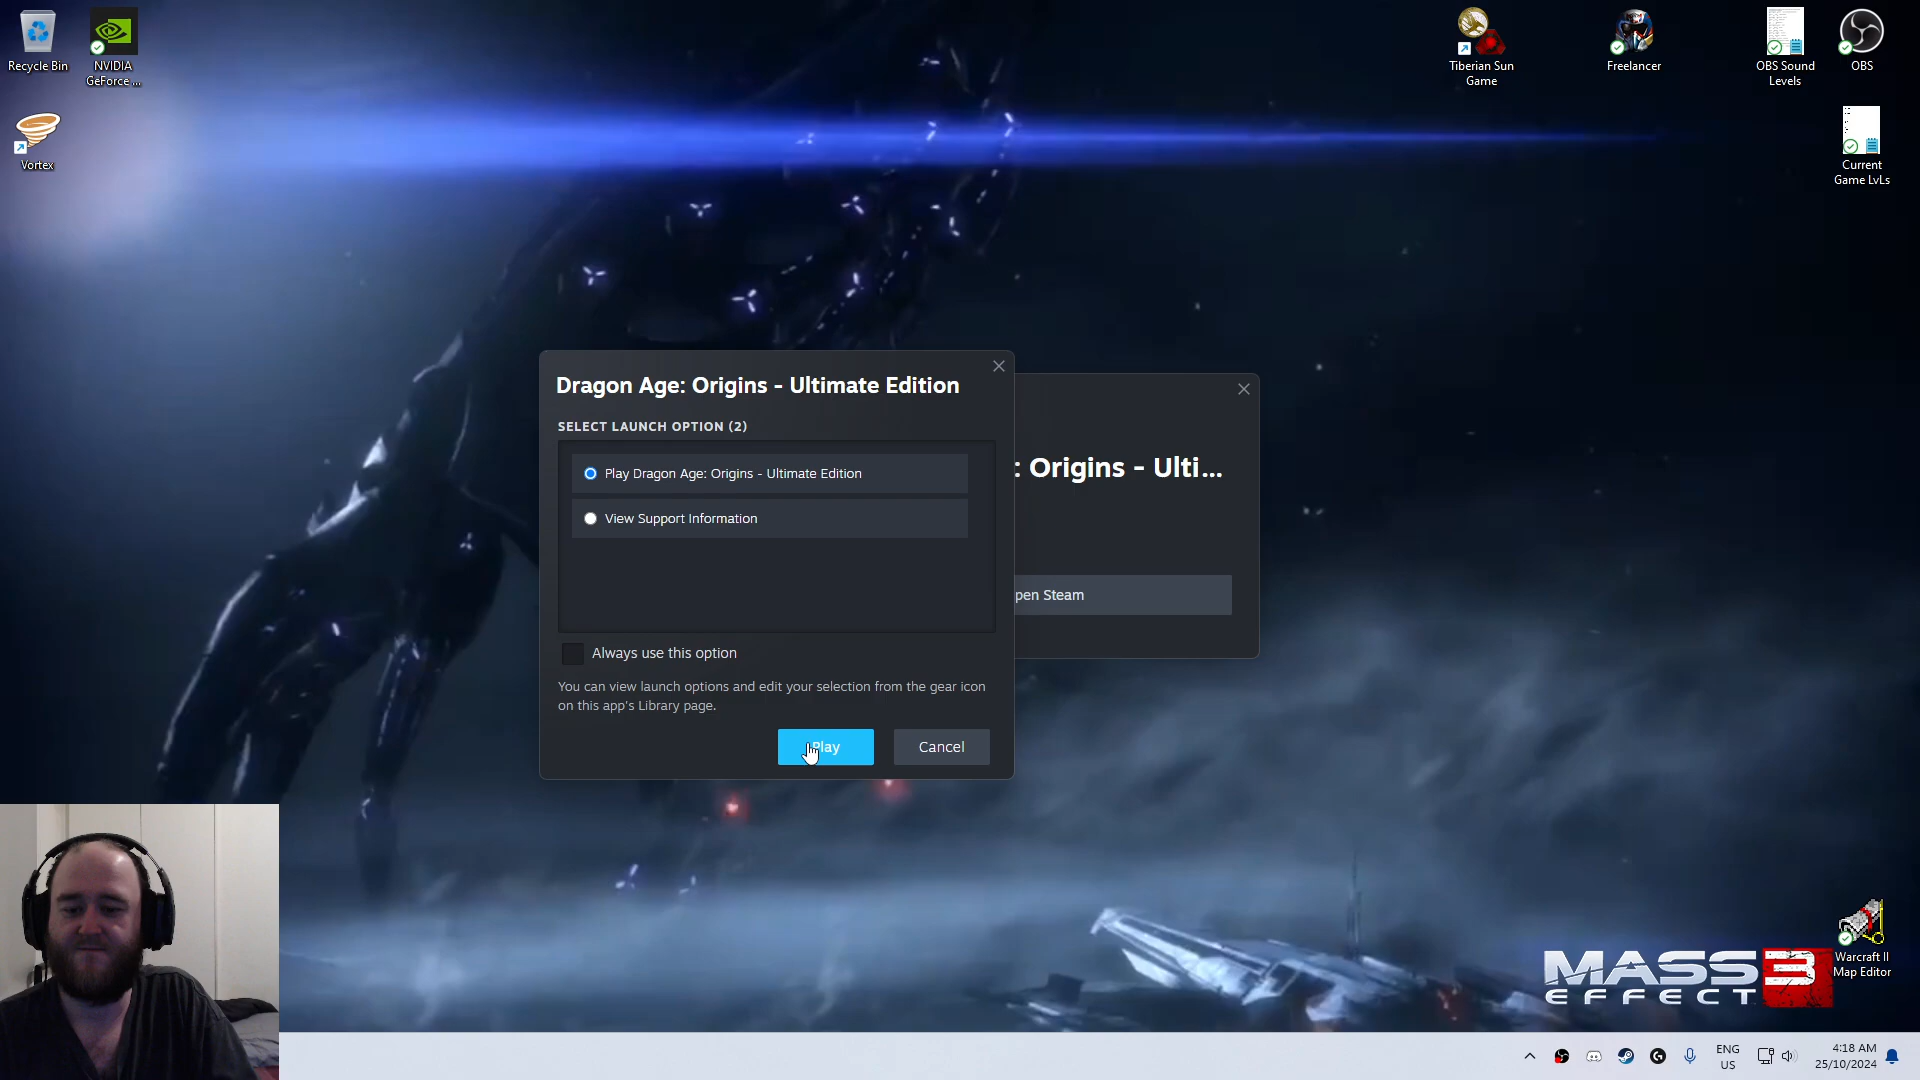 Recycle Bin
NVIDIA
GeForce ...
Vortex
Tiberian Sun
Game
Freelancer
OBS Sound
Levels
OBS
Current
Game LvLs
Dragon Age: Origins - Ultimate Edition
SELECT LAUNCH OPTION (2)
Play Dragon Age: Origins - Ultimate Edition
View Support Information
Always use this option
You can view launch options and edit your selection from the gear icon
on this app's Library page.
Play
Cancel
: Origins - Ulti...
pen Steam
MASS 3
EFFECT
Warcraft II
Map Editor
ENG
US
4:18 AM
25/10/2024